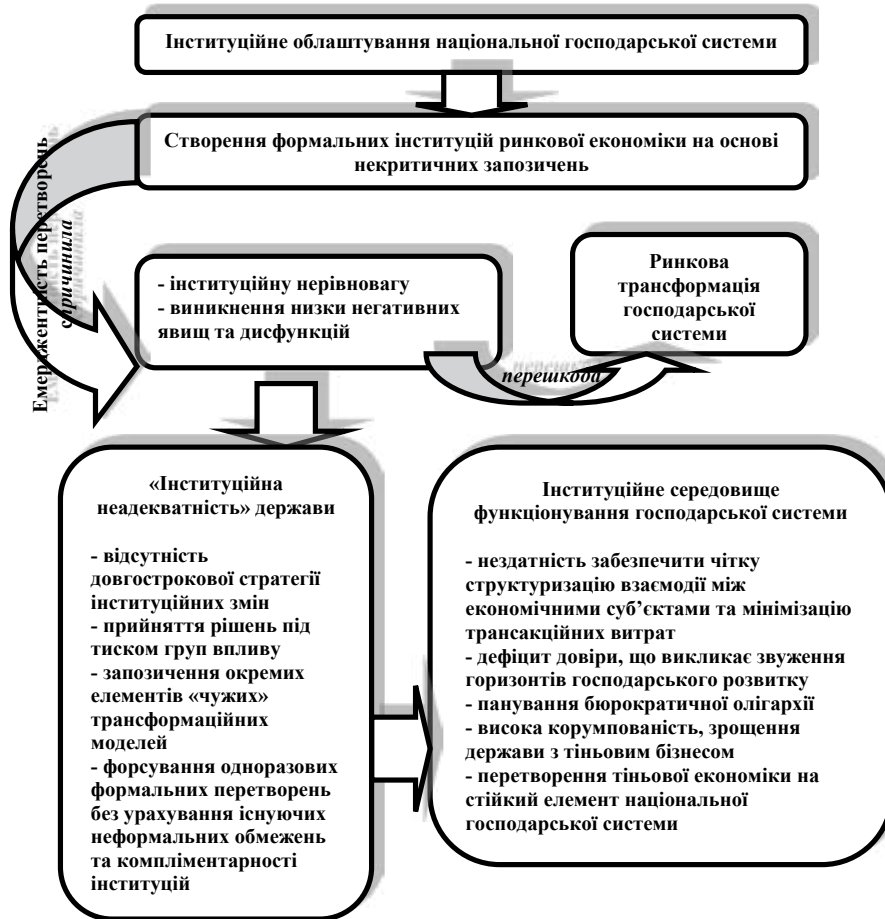 Інституційне облаштування національної господарської системи
Створення формальних інституцій ринкової економіки на основі
некритичних запозичень
Емерджентність перетворень
спричинила
- інституційну нерівновагу
- виникнення низки негативних
явищ та дисфункцій
Ринкова
трансформація
господарської
системи
перешкода
«Інституційна
неадекватність» держави
- відсутність
довгострокової стратегії
інституційних змін
- прийняття рішень під
тиском груп впливу
- запозичення окремих
елементів «чужих»
трансформаційних
моделей
- форсування одноразових
формальних перетворень
без урахування існуючих
неформальних обмежень
та компліментарності
інституцій
Інституційне середовище
функціонування господарської системи
- нездатність забезпечити чітку
структуризацію взаємодії між
економічними суб’єктами та мінімізацію
трансакційних витрат
- дефіцит довіри, що викликає звуження
горизонтів господарського розвитку
- панування бюрократичної олігархії
- висока корумпованість, зрощення
держави з тіньовим бізнесом
- перетворення тіньової економіки на
стійкий елемент національної
господарської системи